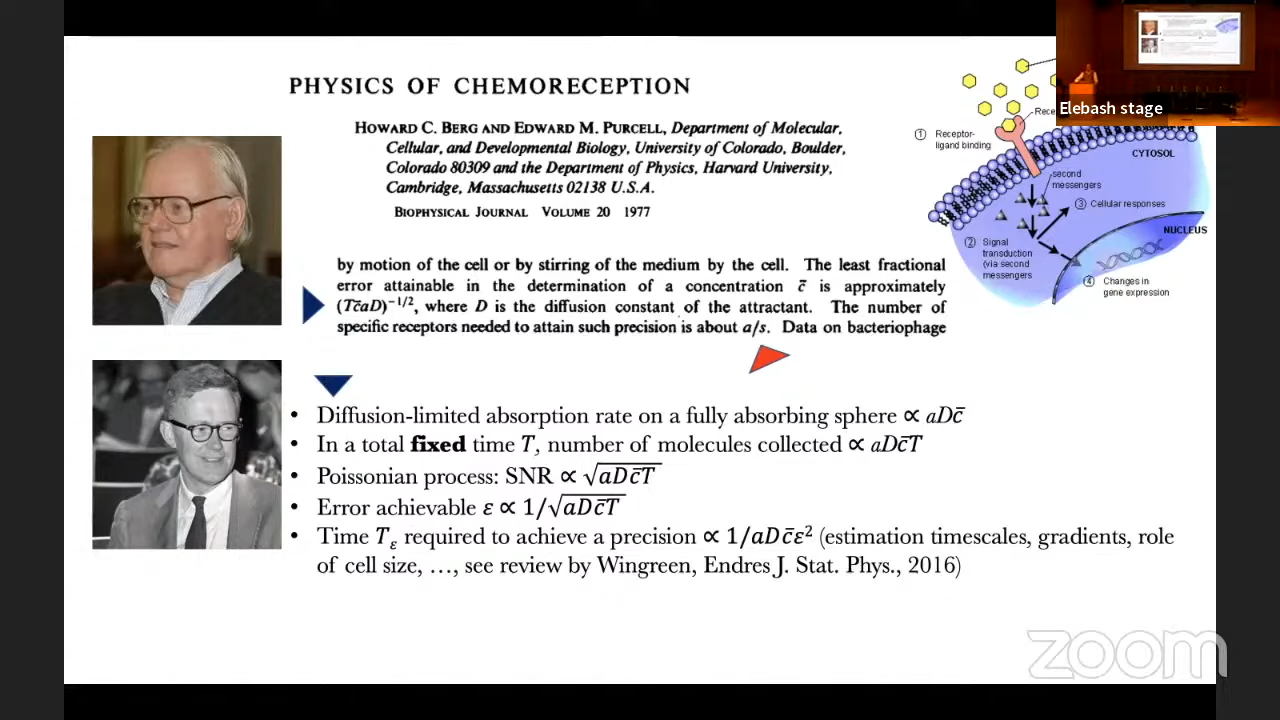 PHYSICS OF CHEMORECEPTION
HOWARD C. BERG AND EDWARD M. PURCELL, Department of Molecular,
Cellular, and Developmental Biology, University of Colorado, Boulder,
Colorado 80309 and the Department of Physics, Harvard University,
Cambridge, Massachusetts 02138 U.S.A.
BIOPHYSICAL JOURNAL VOLUME 20 1977
by motion of the cell or by stirring of the medium by the cell. The least fractional
error attainable in the determination of a concentration c̄ is approximately
(Tc̄aD)⁻¹/², where D is the diffusion constant of the attractant. The number of
specific receptors needed to attain such precision is about a/s. Data on bacteriophage
• Diffusion-limited absorption rate on a fully absorbing sphere ∝ aDc̄
• In a total fixed time T, number of molecules collected ∝ aDc̄T
• Poissonian process: SNR ∝ √aDc̄T
• Error achievable ε ∝ 1/√aDc̄T
• Time Tε required to achieve a precision ∝ 1/aDc̄ε² (estimation timescales, gradients, role
of cell size, …, see review by Wingreen, Endres J. Stat. Phys., 2016)
Elebash stage
Rece
① Receptor-
ligand binding
CYTOSOL
second
messengers
③ Cellular responses
NUCLEUS
② Signal
transduction
(via second
messengers
④ Changes in
gene expression
zoom